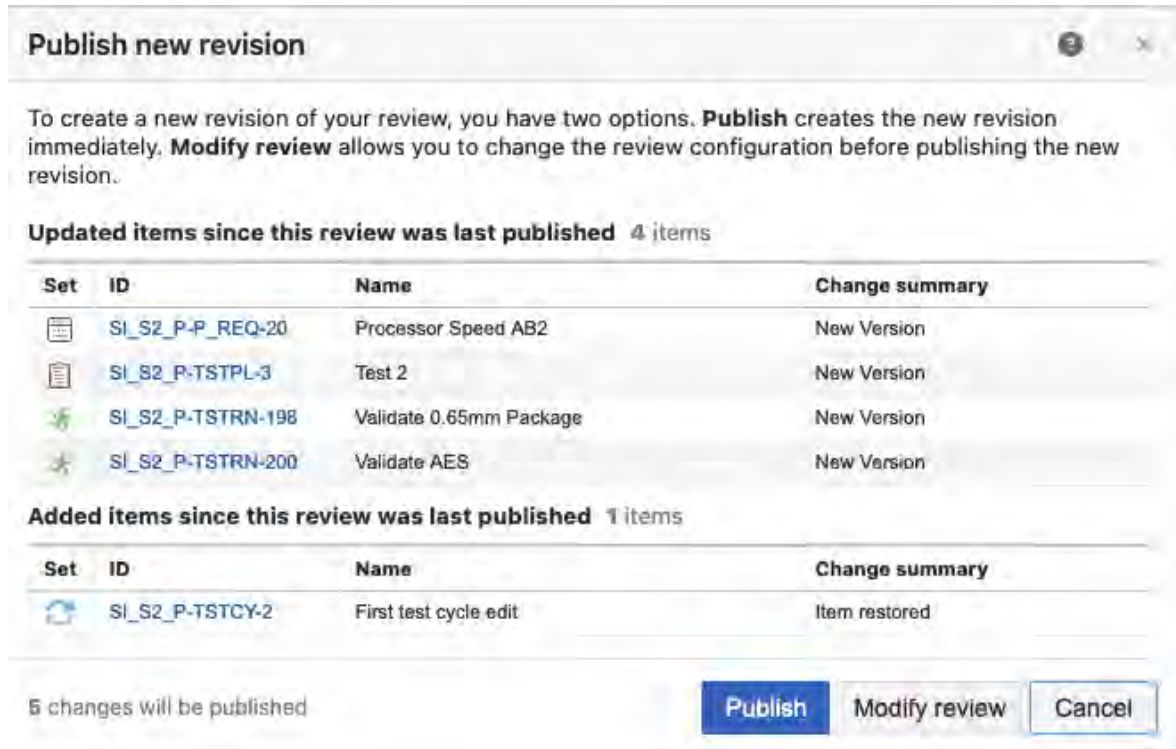 Publish new revision
To create a new revision of your review, you have two options. Publish creates the new revision
immediately. Modify review allows you to change the review configuration before publishing the new
revision.
Updated items since this review was last published 4 items
Set ID Name Change summary
SI_S2_P-P_REQ-20 Processor Speed AB2 New Version
SI_S2_P-TSTPL-3 Test 2 New Version
SI_S2_P-TSTRN-198 Validate 0.65mm Package New Version
SI_S2_P-TSTRN-200 Validate AES New Version
Added items since this review was last published 1 items
Set ID Name Change summary
SI_S2_P-TSTCY-2 First test cycle edit Item restored
5 changes will be published Publish Modify review Cancel